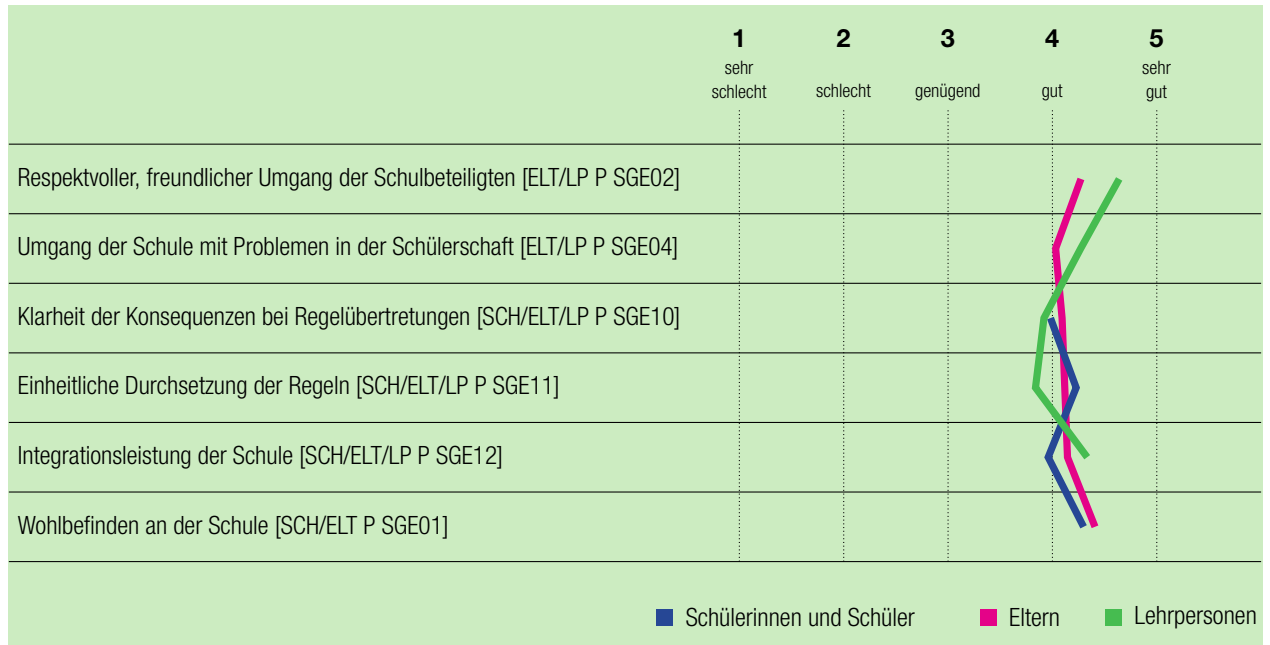 1 2 3 4 5
sehr schlecht schlecht genügend gut sehr gut
Respektvoller, freundlicher Umgang der Schulbeteiligten [ELT/LP P SGE02]
Umgang der Schule mit Problemen in der Schülerschaft [ELT/LP P SGE04]
Klarheit der Konsequenzen bei Regelübertretungen [SCH/ELT/LP P SGE10]
Einheitliche Durchsetzung der Regeln [SCH/ELT/LP P SGE11]
Integrationsleistung der Schule [SCH/ELT/LP P SGE12]
Wohlbefinden an der Schule [SCH/ELT P SGE01]
Schülerinnen und Schüler Eltern Lehrpersonen